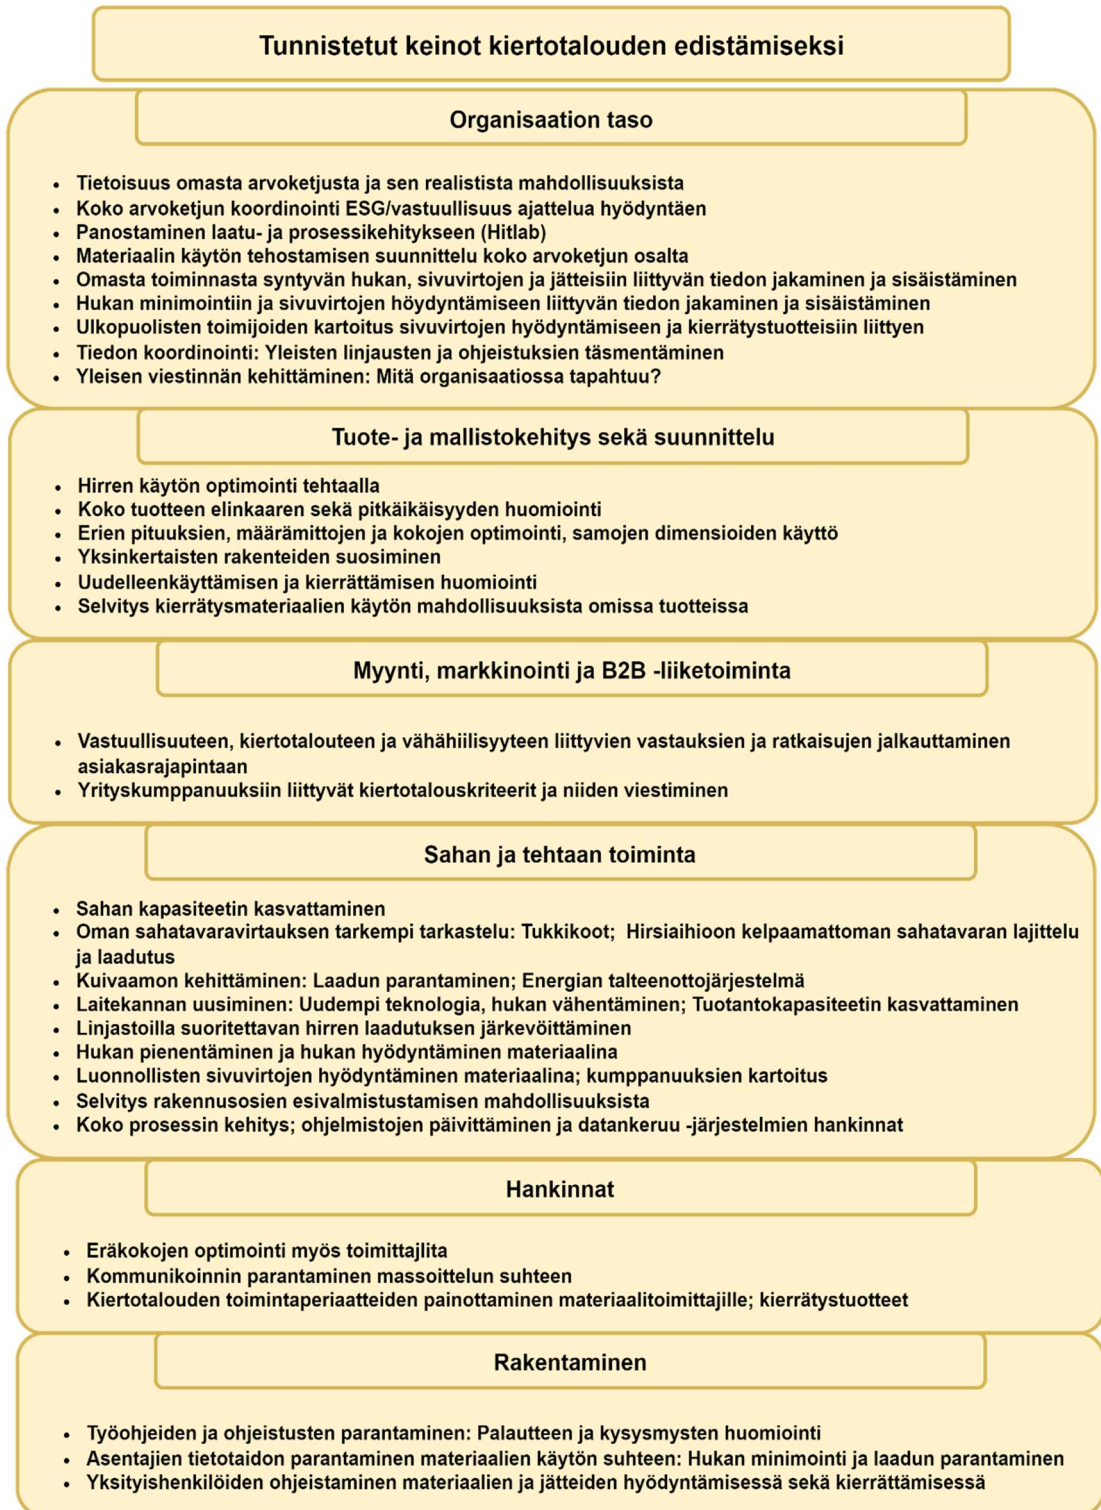 Tunnistetut keinot kiertotalouden edistämiseksi
Organisaation taso
• Tietoisuus omasta arvoketjusta ja sen realistista mahdollisuuksista
• Koko arvoketjun koordinointi ESG/vastuullisuus ajattelua hyödyntäen
• Panostaminen laatu- ja prosessikehitykseen (Hitlab)
• Materiaalin käytön tehostamisen suunnittelu koko arvoketjun osalta
• Omasta toiminnasta syntyvän hukan, sivuvirtojen ja jätteisiin liittyvän tiedon jakaminen ja sisäistäminen
• Hukan minimointiin ja sivuvirtojen höydyntämiseen liittyvän tiedon jakaminen ja sisäistäminen
• Ulkopuolisten toimijoiden kartoitus sivuvirtojen hyödyntämiseen ja kierrätystuotteisiin liittyen
• Tiedon koordinointi: Yleisten linjausten ja ohjeistuksien täsmentäminen
• Yleisen viestinnän kehittäminen: Mitä organisaatiossa tapahtuu?
Tuote- ja mallistokehitys sekä suunnittelu
• Hirren käytön optimointi tehtaalla
• Koko tuotteen elinkaaren sekä pitkäikäisyyden huomiointi
• Erien pituuksien, määrämittojen ja kokojen optimointi, samojen dimensioiden käyttö
• Yksinkertaisten rakenteiden suosiminen
• Uudelleenkäyttämisen ja kierrättämisen huomiointi
• Selvitys kierrätysmateriaalien käytön mahdollisuuksista omissa tuotteissa
Myynti, markkinointi ja B2B -liiketoiminta
• Vastuullisuuteen, kiertotalouteen ja vähähiilisyyteen liittyvien vastauksien ja ratkaisujen jalkauttaminen
asiakasrajapintaan
• Yrityskumppanuuksiin liittyvät kiertotalouskriteerit ja niiden viestiminen
Sahan ja tehtaan toiminta
• Sahan kapasiteetin kasvattaminen
• Oman sahatavaravirtauksen tarkempi tarkastelu: Tukkikoot; Hirsiaihioon kelpaamattoman sahatavaran lajittelu
ja laadutus
• Kuivaamon kehittäminen: Laadun parantaminen; Energian talteenottojärjestelmä
• Laitekannan uusiminen: Uudempi teknologia, hukan vähentäminen; Tuotantokapasiteetin kasvattaminen
• Linjastoilla suoritettavan hirren laadutuksen järkevöittäminen
• Hukan pienentäminen ja hukan hyödyntäminen materiaalina
• Luonnollisten sivuvirtojen hyödyntäminen materiaalina; kumppanuuksien kartoitus
• Selvitys rakennusosien esivalmistustamisen mahdollisuuksista
• Koko prosessin kehitys; ohjelmistojen päivittäminen ja datankeruu -järjestelmien hankinnat
Hankinnat
• Eräkokojen optimointi myös toimittajlita
• Kommunikoinnin parantaminen massoittelun suhteen
• Kiertotalouden toimintaperiaatteiden painottaminen materiaalitoimittajille; kierrätystuotteet
Rakentaminen
• Työohjeiden ja ohjeistusten parantaminen: Palautteen ja kysysmysten huomiointi
• Asentajien tietotaidon parantaminen materiaalien käytön suhteen: Hukan minimointi ja laadun parantaminen
• Yksityishenkilöiden ohjeistaminen materiaalien ja jätteiden hyödyntämisessä sekä kierrättämisessä